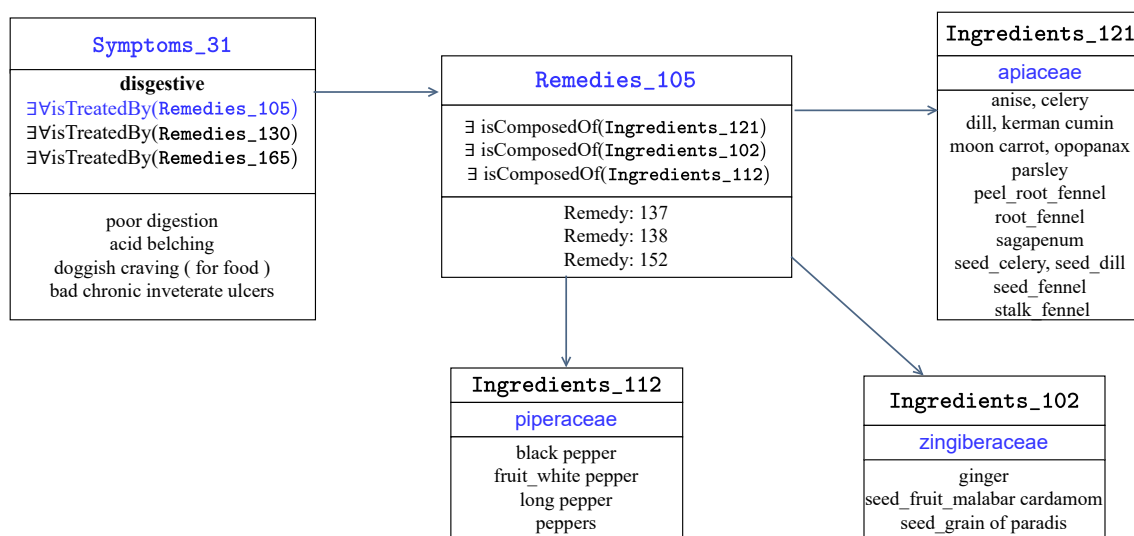 Symptoms_31
disgestive
∃∀isTreatedBy(Remedies_105)
∃∀isTreatedBy(Remedies_130)
∃∀isTreatedBy(Remedies_165)
poor digestion
acid belching
doggish craving ( for food )
bad chronic inveterate ulcers
Remedies_105
∃ isComposedOf(Ingredients_121)
∃ isComposedOf(Ingredients_102)
∃ isComposedOf(Ingredients_112)
Remedy: 137
Remedy: 138
Remedy: 152
Ingredients_121
apiaceae
anise, celery
dill, kerman cumin
moon carrot, opopanax
parsley
peel_root_fennel
root_fennel
sagapenum
seed_celery, seed_dill
seed_fennel
stalk_fennel
Ingredients_112
piperaceae
black pepper
fruit_white pepper
long pepper
peppers
Ingredients_102
zingiberaceae
ginger
seed_fruit_malabar cardamom
seed_grain of paradis